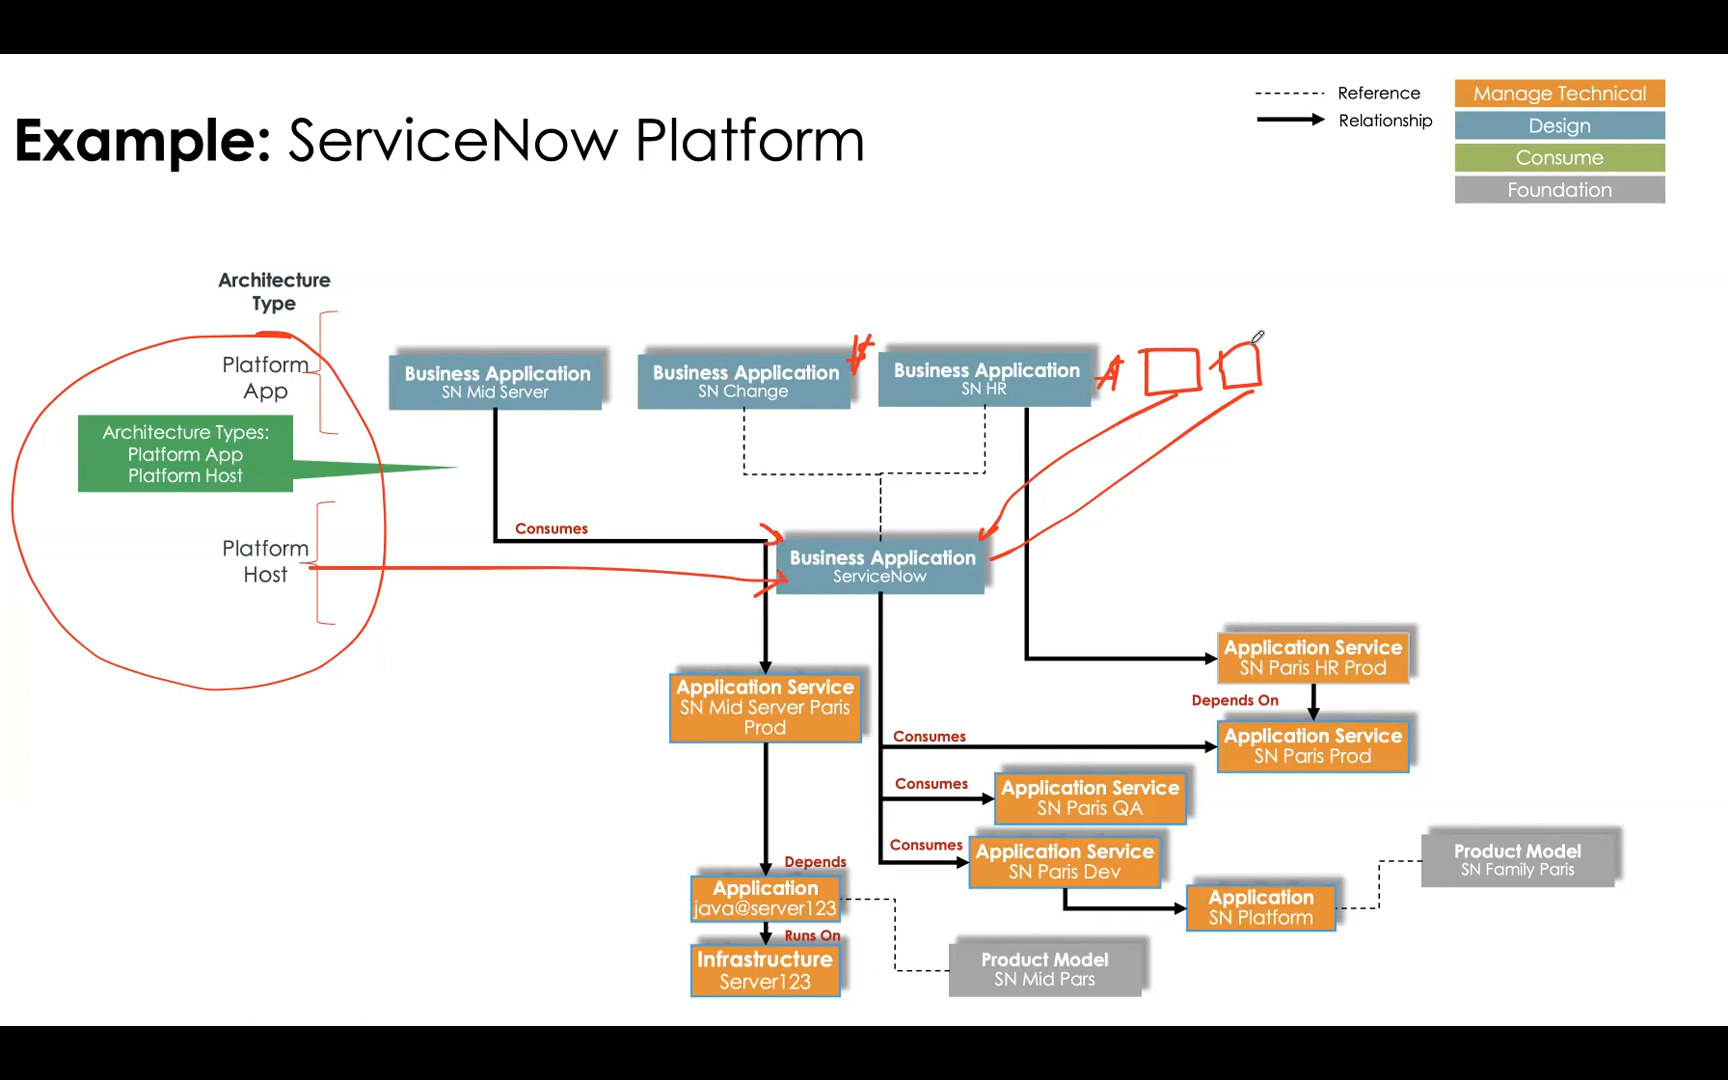 Example: ServiceNow Platform
Reference
Relationship
Manage Technical
Design
Consume
Foundation
Architecture
Type
Platform
App
Architecture Types:
Platform App
Platform Host
Platform
Host
Business Application
SN Mid Server
Business Application
SN Change
Business Application
SN HR
Consumes
Business Application
ServiceNow
Application Service
SN Mid Server Paris
Prod
Application Service
SN Paris HR Prod
Depends On
Consumes
Application Service
SN Paris Prod
Consumes
Application Service
SN Paris QA
Consumes
Application Service
SN Paris Dev
Depends
Application
java@server123
Runs On
Infrastructure
Server123
Application
SN Platform
Product Model
SN Family Paris
Product Model
SN Mid Pars